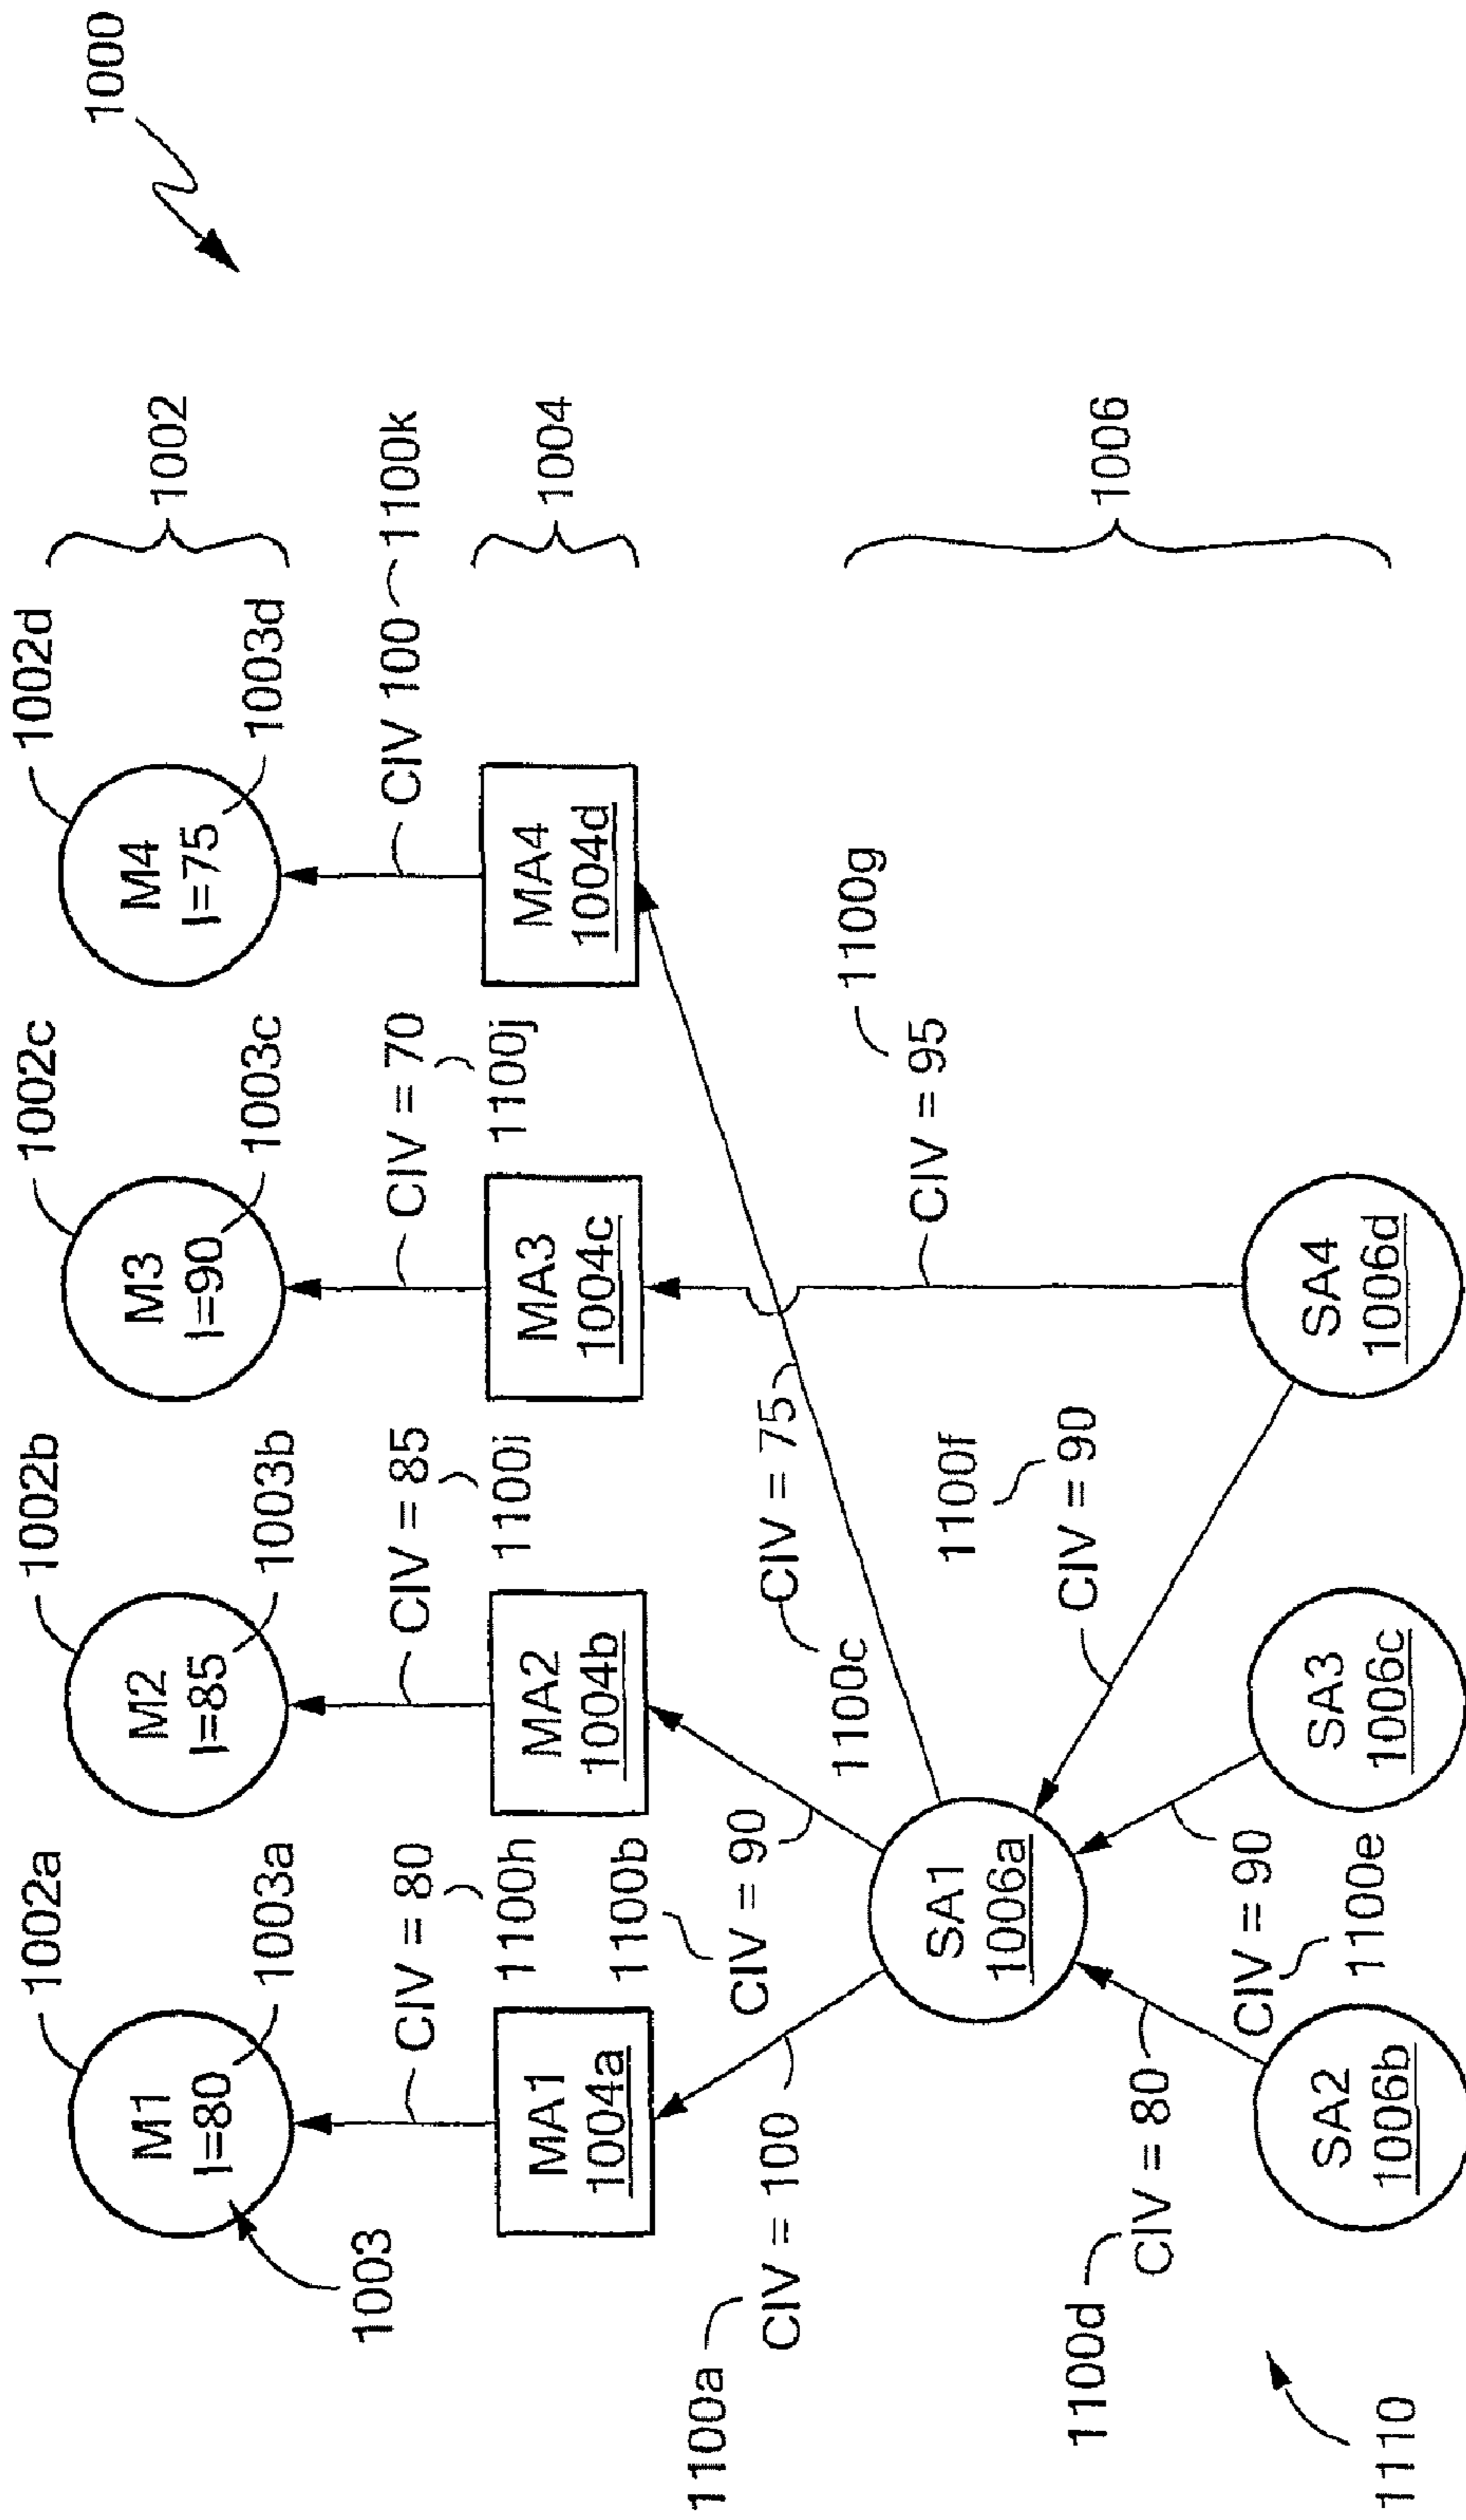 1000
1002a
1002b
1002c
1002d
M1
I=80
M2
I=85
M3
I=90
M4
I=75
1002
1003
1003a
1003b
1003c
1003d
CIV = 80
CIV = 85
CIV = 70
CIV 100
1100k
1100h
1100i
1100j
MA1
1004a
MA2
1004b
MA3
1004c
MA4
1004d
1004
1100a
CIV = 100
1100b
CIV = 90
1100c
CIV = 75
1100g
CIV = 95
SA1
1006a
1100f
CIV = 90
1006
1100d
CIV = 80
CIV = 90
1100e
SA2
1006b
SA3
1006c
SA4
1006d
1110